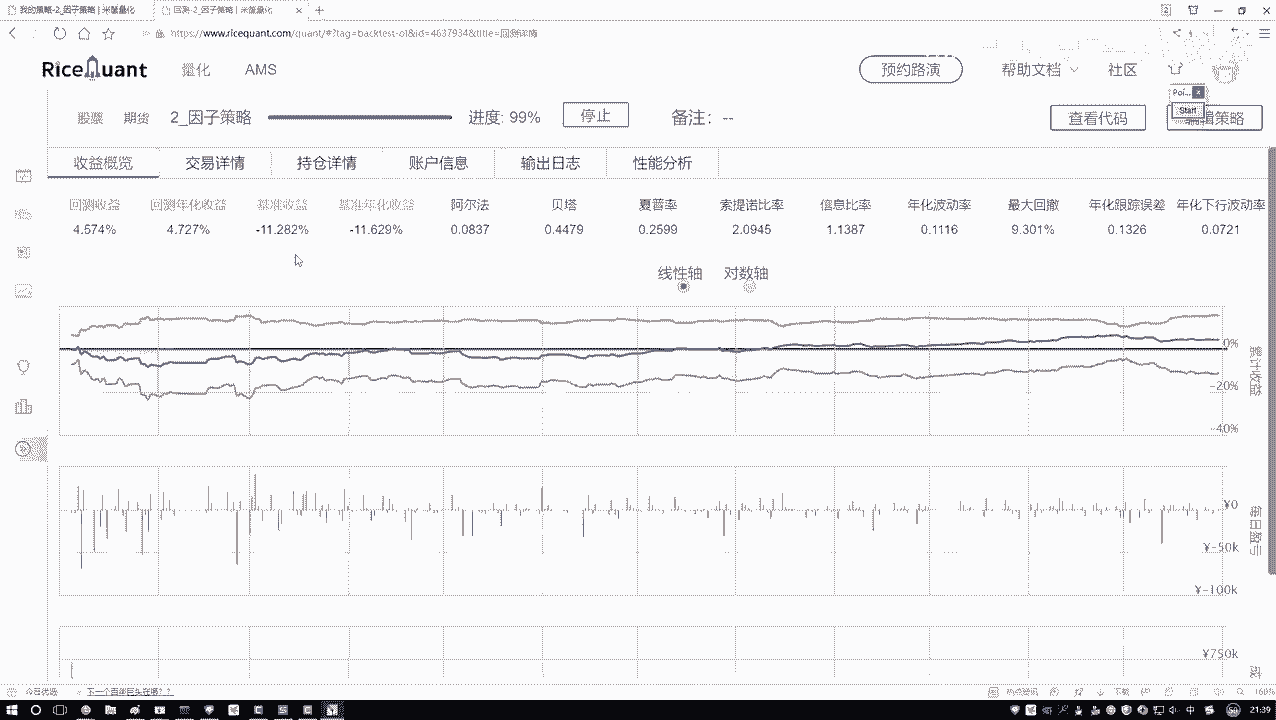 我的策略-2_因子策略 | 米筐量化
回测-2_因子策略 | 米筐量化
https://www.ricequant.com/quant/#?tag=backtest-ol&id=4637934&title=回测详情
RiceQuant 量化 AMS 预约路演 帮助文档 社区
Poi...
Start
股票 期货 2_因子策略 进度: 99% 停止 备注: -- 查看代码 编辑策略
收益概览 交易详情 持仓详情 账户信息 输出日志 性能分析
回测收益 回测年化收益 基准收益 基准年化收益 阿尔法 贝塔 夏普率 索提诺比率 信息比率 年化波动率 最大回撤 年化跟踪误差 年化下行波动率
4.574% 4.727% -11.282% -11.629% 0.0837 0.4479 0.2599 2.0945 1.1387 0.1116 9.301% 0.1326 0.0721
线性轴 对数轴
0%
-20%
-40%
累计收益
¥0
¥-50k
¥-100k
每日盈亏
¥750k
今日优选
下载
168%
中
21:39